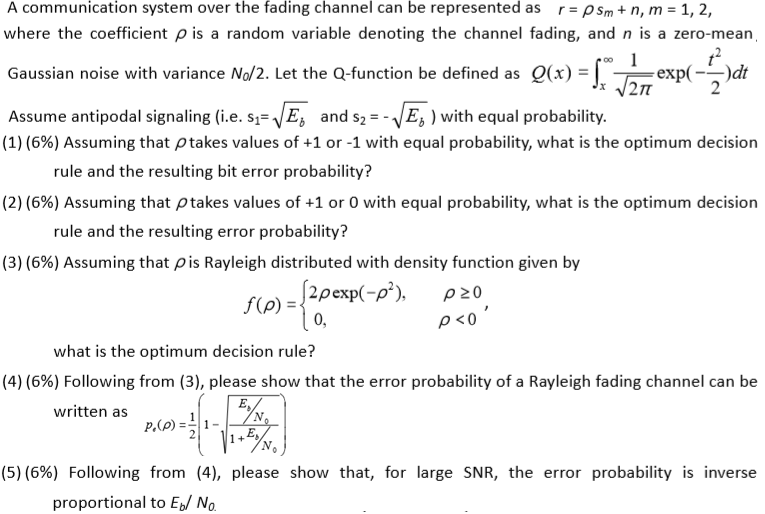 A communication system over the fading channel can be represented as r = ρ sm + n, m = 1, 2,
where the coefficient ρ is a random variable denoting the channel fading, and n is a zero-mean
Gaussian noise with variance N₀/2. Let the Q-function be defined as Q(x) = ∫ₓ^∞ 1/√(2π) exp(−t²/2)dt
Assume antipodal signaling (i.e. s₁= √E_b and s₂ = - √E_b ) with equal probability.
(1) (6%) Assuming that ρ takes values of +1 or -1 with equal probability, what is the optimum decision
rule and the resulting bit error probability?
(2) (6%) Assuming that ρ takes values of +1 or 0 with equal probability, what is the optimum decision
rule and the resulting error probability?
(3) (6%) Assuming that ρ is Rayleigh distributed with density function given by
f(ρ) = { 2ρ exp(−ρ²), ρ ≥ 0
0, ρ < 0 ,
what is the optimum decision rule?
(4) (6%) Following from (3), please show that the error probability of a Rayleigh fading channel can be
written as pₑ(ρ) = 1/2 (1 − √((E_b/N₀)/(1 + E_b/N₀)))
(5) (6%) Following from (4), please show that, for large SNR, the error probability is inverse
proportional to E_b/ N₀.